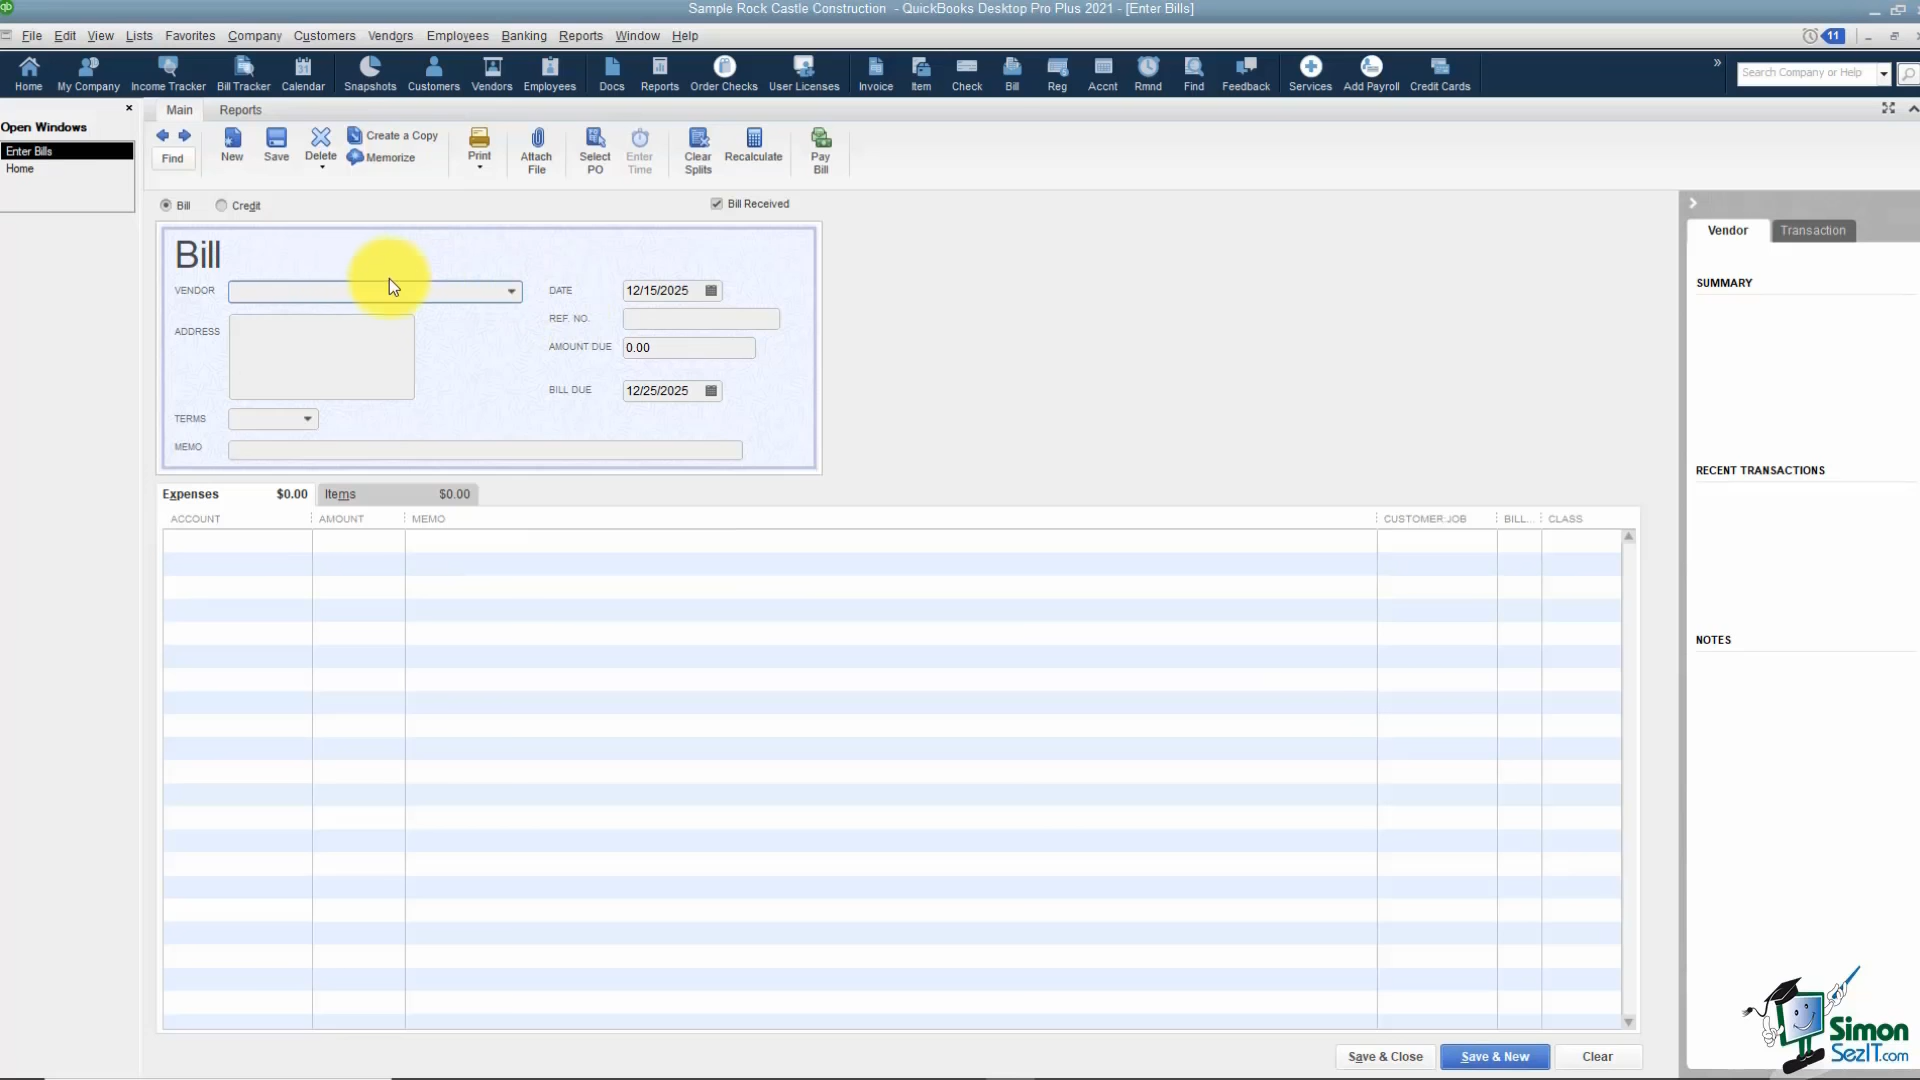 qb
Sample Rock Castle Construction - QuickBooks Desktop Pro Plus 2021 - [Enter Bills]
File Edit View Lists Favorites Company Customers Vendors Employees Banking Reports Window Help 11
Home My Company Income Tracker Bill Tracker Calendar Snapshots Customers Vendors Employees Docs Reports Order Checks User Licenses Invoice Item Check Bill Reg Accnt Rmnd Find Feedback Services Add Payroll Credit Cards » Search Company or Help
31
Main Reports
Open Windows
Enter Bills
Home
Find New Save Delete Create a Copy
Memorize
Print Attach File Select PO Enter Time Clear Splits Recalculate Pay Bill
Bill Credit Bill Received
Bill
VENDOR DATE 12/15/2025
ADDRESS REF. NO.
AMOUNT DUE 0.00
BILL DUE 12/25/2025
TERMS
MEMO
Expenses $0.00 Items $0.00
ACCOUNT AMOUNT MEMO CUSTOMER:JOB BILL... CLASS
Save & Close Save & New Clear
Vendor Transaction
SUMMARY
RECENT TRANSACTIONS
NOTES
Simon
SezIT.com